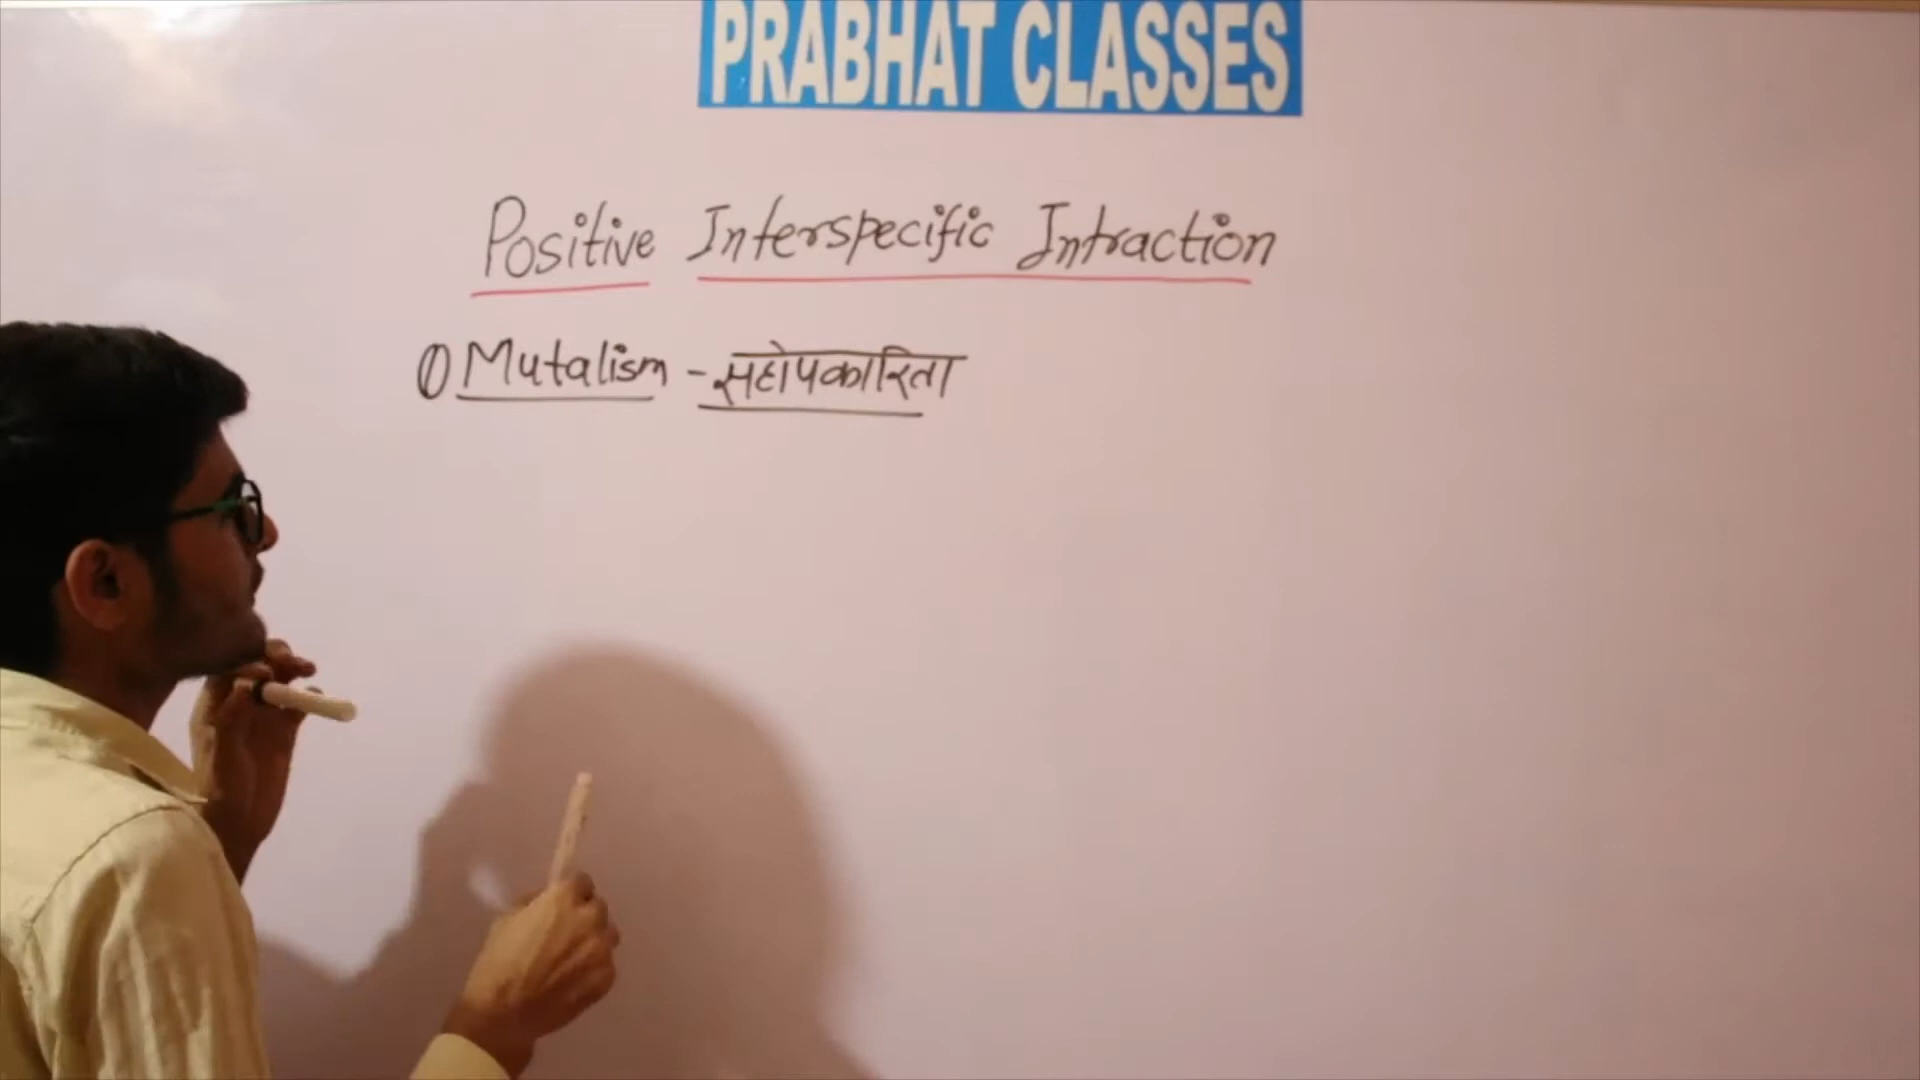 PRABHAT CLASSES
Positive Interspecific Intraction
① Mutalism - सहोपकारिता